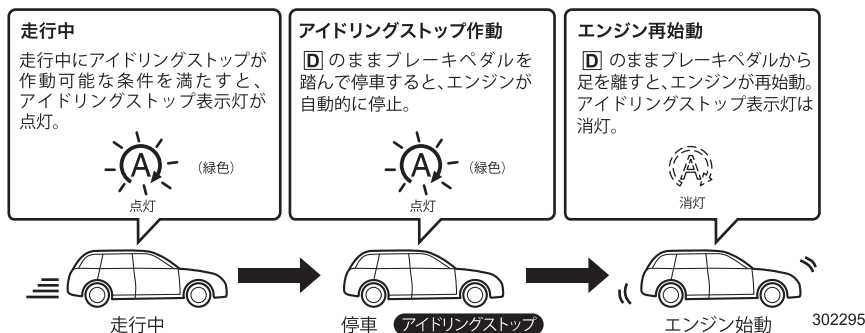 走行中
走行中にアイドリングストップが
作動可能な条件を満たすと、
アイドリングストップ表示灯が
点灯。
A
(緑色)
点灯
アイドリングストップ作動
D のままブレーキペダルを
踏んで停車すると、エンジンが
自動的に停止。
A
(緑色)
点灯
エンジン再始動
D のままブレーキペダルから
足を離すと、エンジンが再始動。
アイドリングストップ表示灯は
消灯。
A
消灯
走行中
停車 アイドリングストップ
エンジン始動
302295